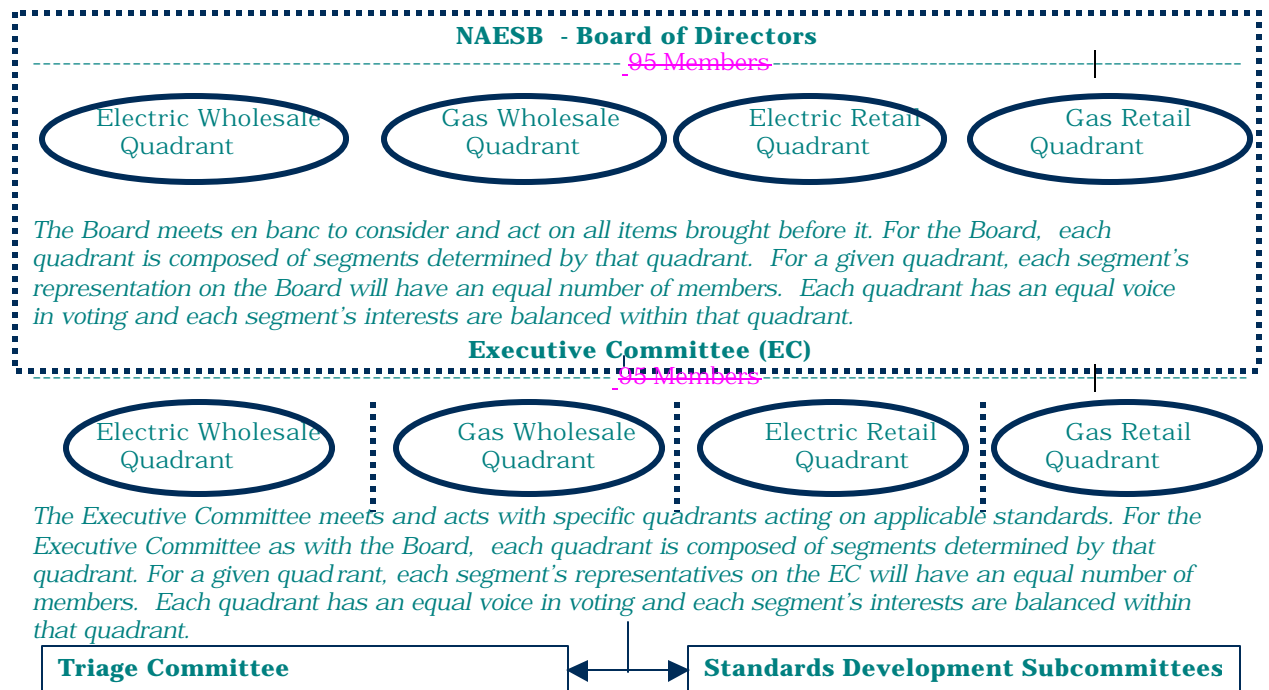 NAESB - Board of Directors
95 Members
Electric Wholesale Quadrant
Gas Wholesale Quadrant
Electric Retail Quadrant
Gas Retail Quadrant
The Board meets en banc to consider and act on all items brought before it. For the Board, each
quadrant is composed of segments determined by that quadrant. For a given quadrant, each segment's
representation on the Board will have an equal number of members. Each quadrant has an equal voice
in voting and each segment's interests are balanced within that quadrant.
Executive Committee (EC)
95 Members
Electric Wholesale Quadrant
Gas Wholesale Quadrant
Electric Retail Quadrant
Gas Retail Quadrant
The Executive Committee meets and acts with specific quadrants acting on applicable standards. For the
Executive Committee as with the Board, each quadrant is composed of segments determined by that
quadrant. For a given quadrant, each segment's representatives on the EC will have an equal number of
members. Each quadrant has an equal voice in voting and each segment's interests are balanced within
that quadrant.
Triage Committee
Standards Development Subcommittees